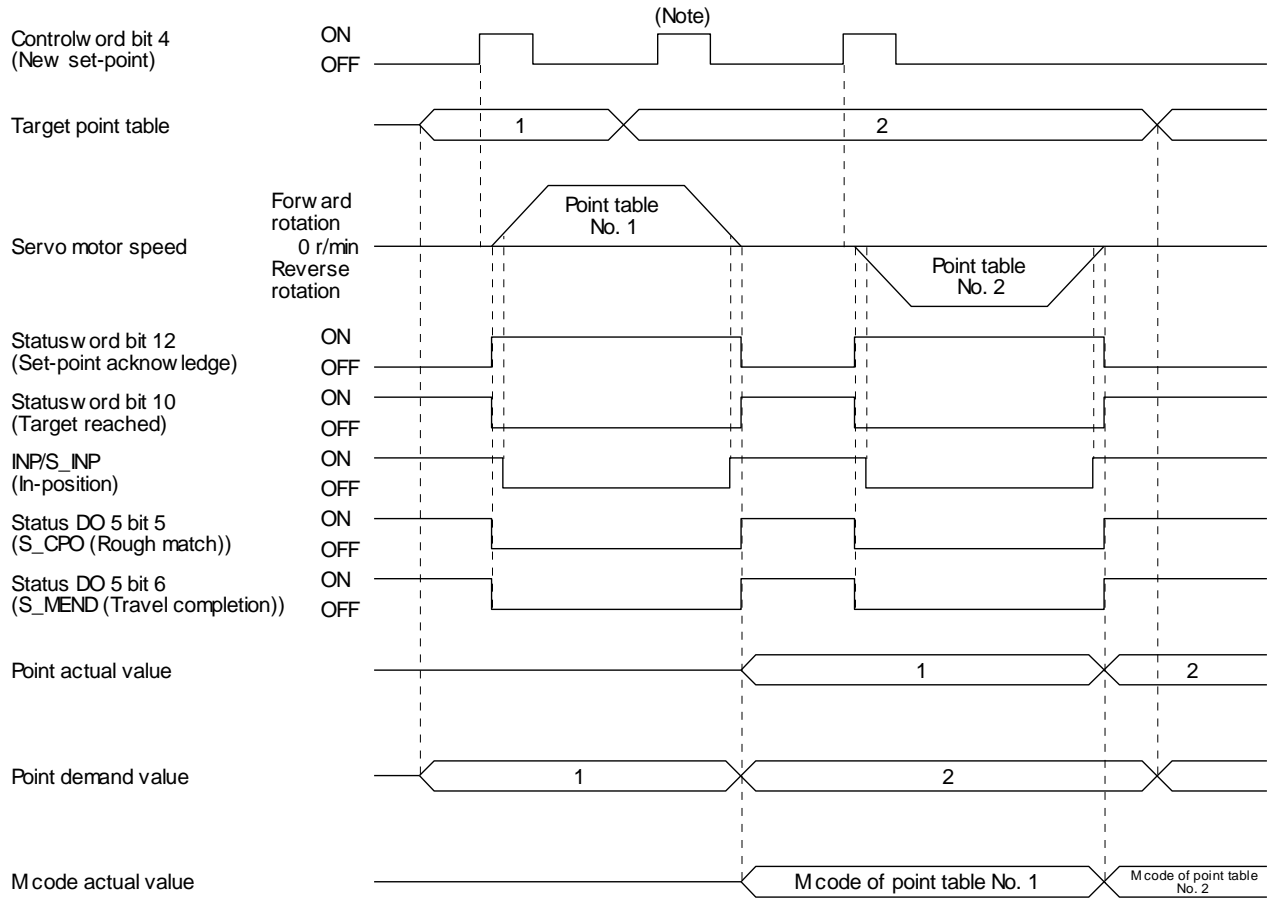 (Note)
Controlword bit 4
(New set-point)
ON
OFF
Target point table
1
2
Forward
rotation
0 r/min
Reverse
rotation
Servo motor speed
Point table
No. 1
Point table
No. 2
Statusword bit 12
(Set-point acknowledge)
ON
OFF
Statusword bit 10
(Target reached)
ON
OFF
INP/S_INP
(In-position)
ON
OFF
Status DO 5 bit 5
(S_CPO (Rough match))
ON
OFF
Status DO 5 bit 6
(S_MEND (Travel completion))
ON
OFF
Point actual value
1
2
Point demand value
1
2
M code actual value
M code of point table No. 1
M code of point table
No. 2